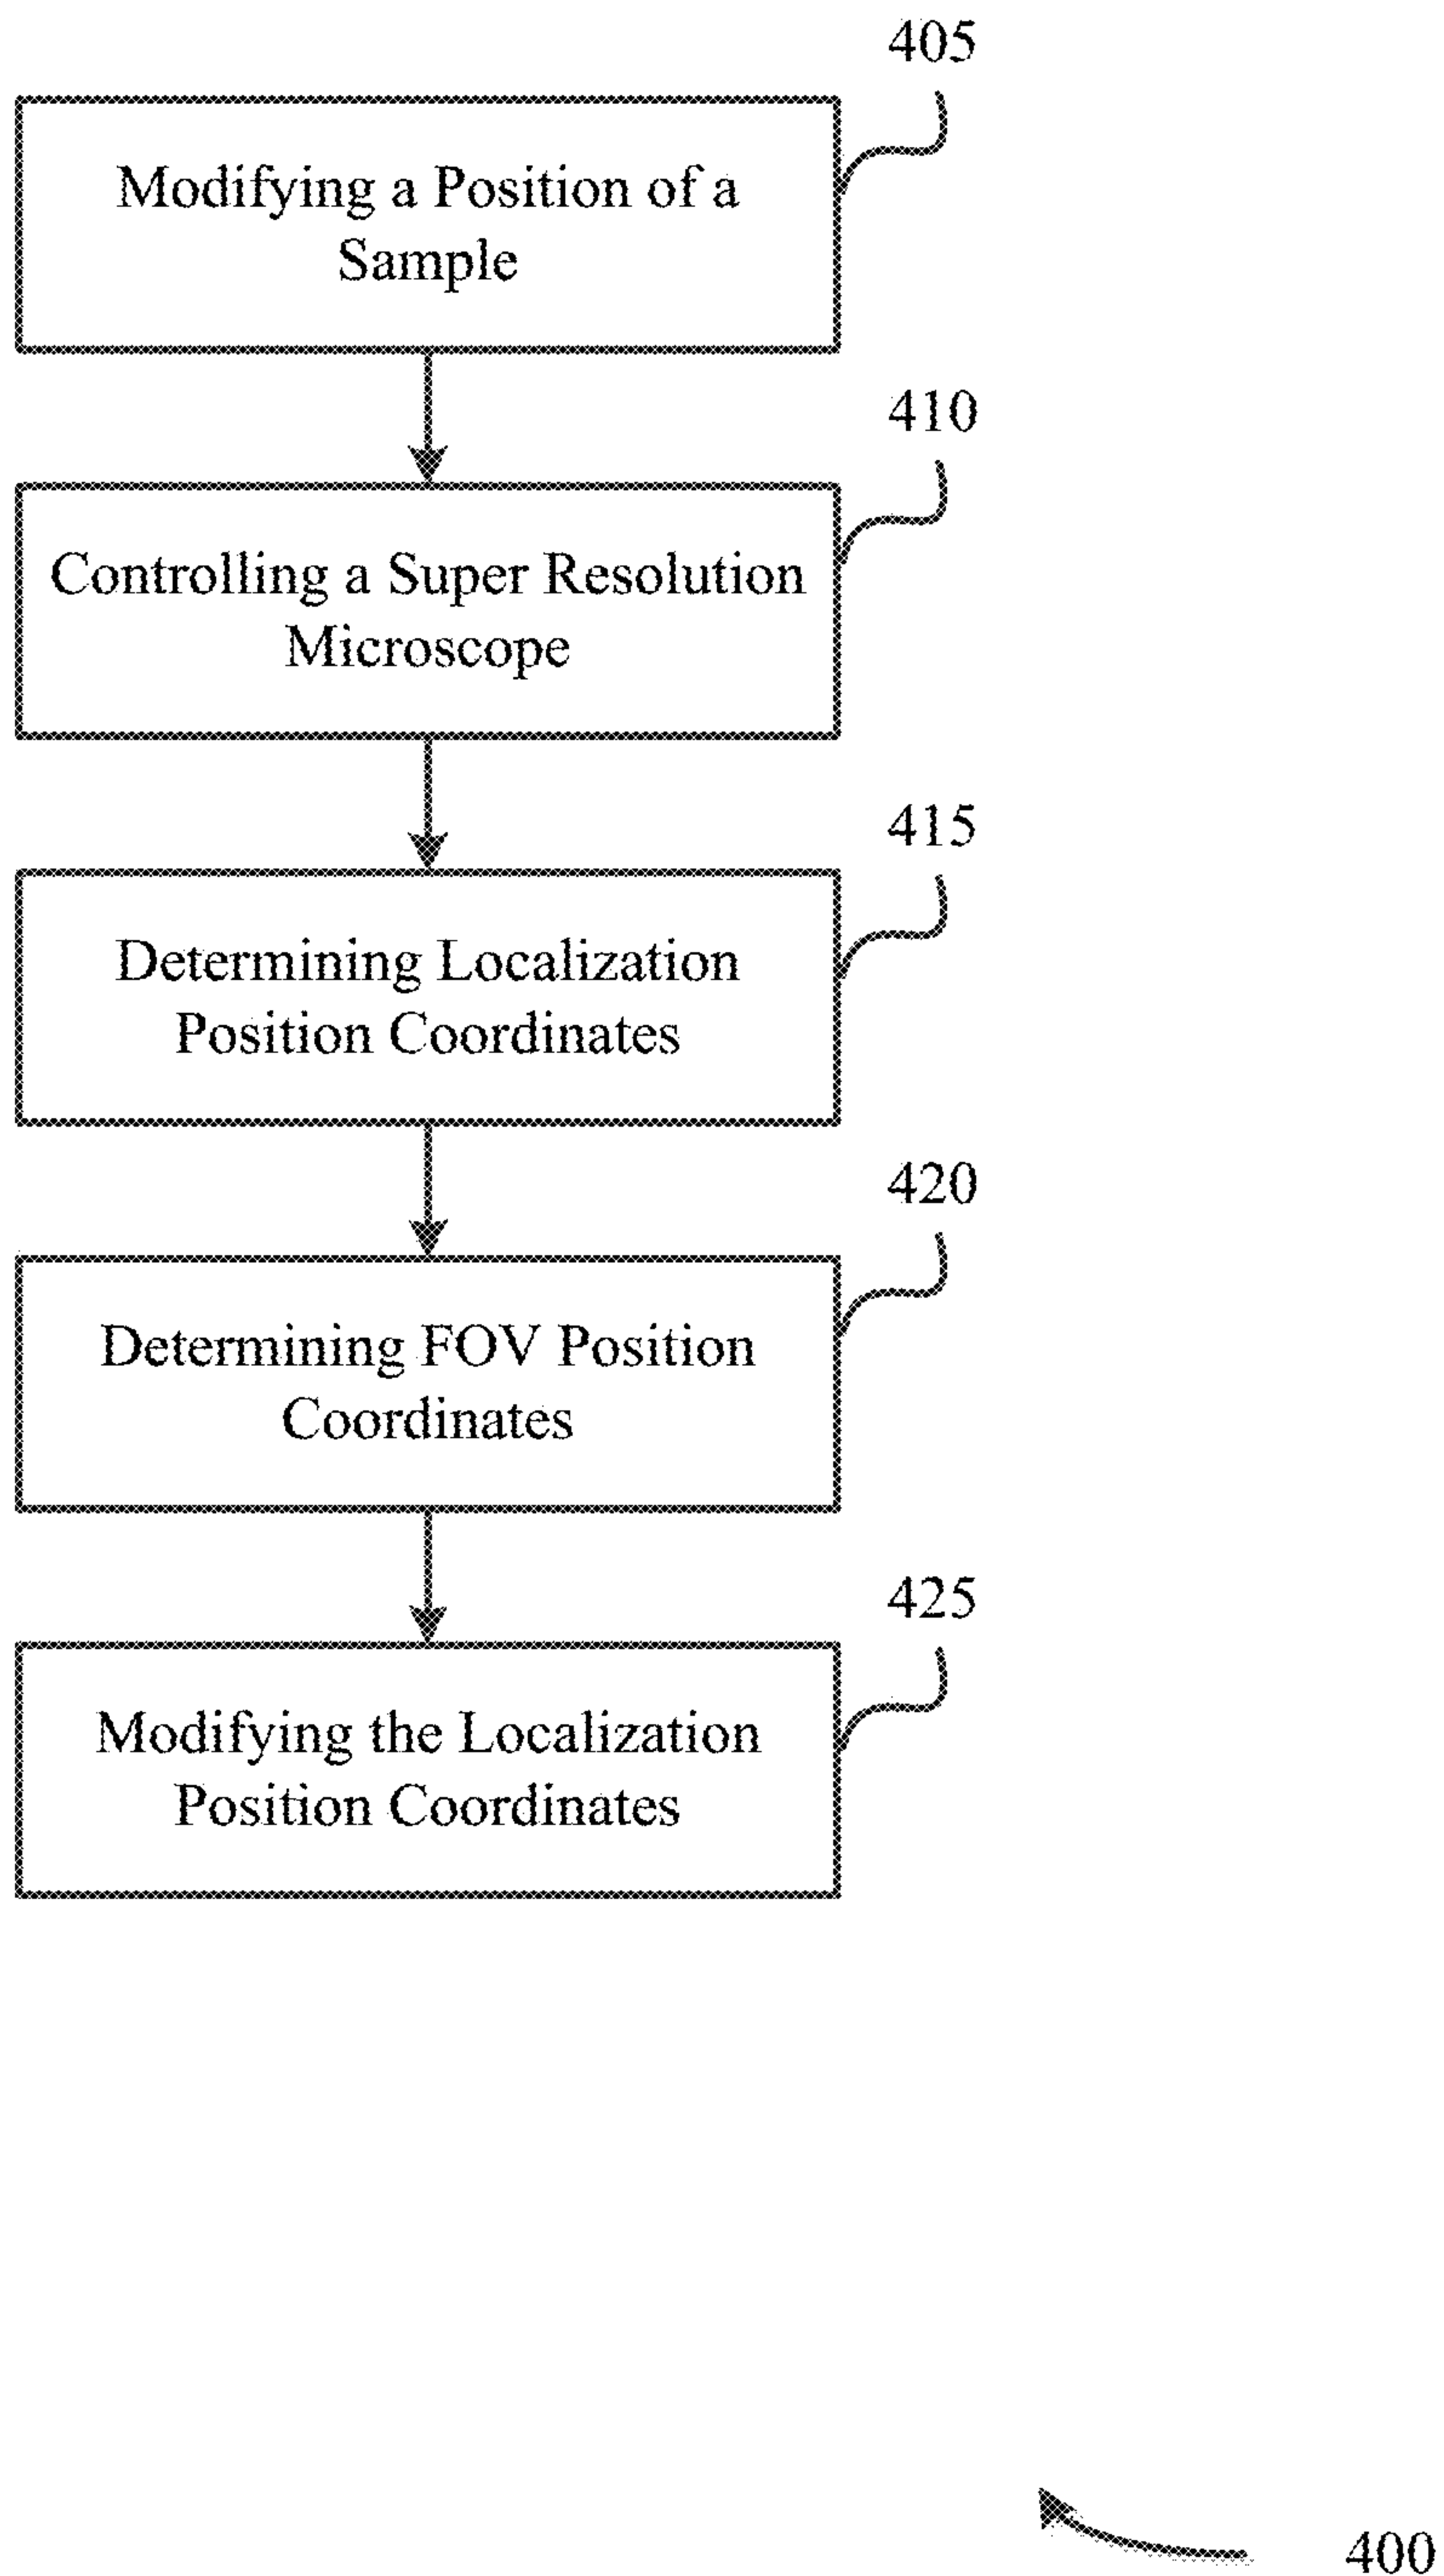 405
Modifying a Position of a
Sample
410
Controlling a Super Resolution
Microscope
415
Determining Localization
Position Coordinates
420
Determining FOV Position
Coordinates
425
Modifying the Localization
Position Coordinates
400